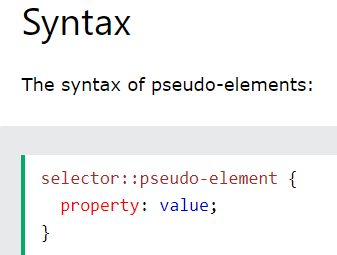 Syntax
The syntax of pseudo-elements:
selector::pseudo-element {
  property: value;
}